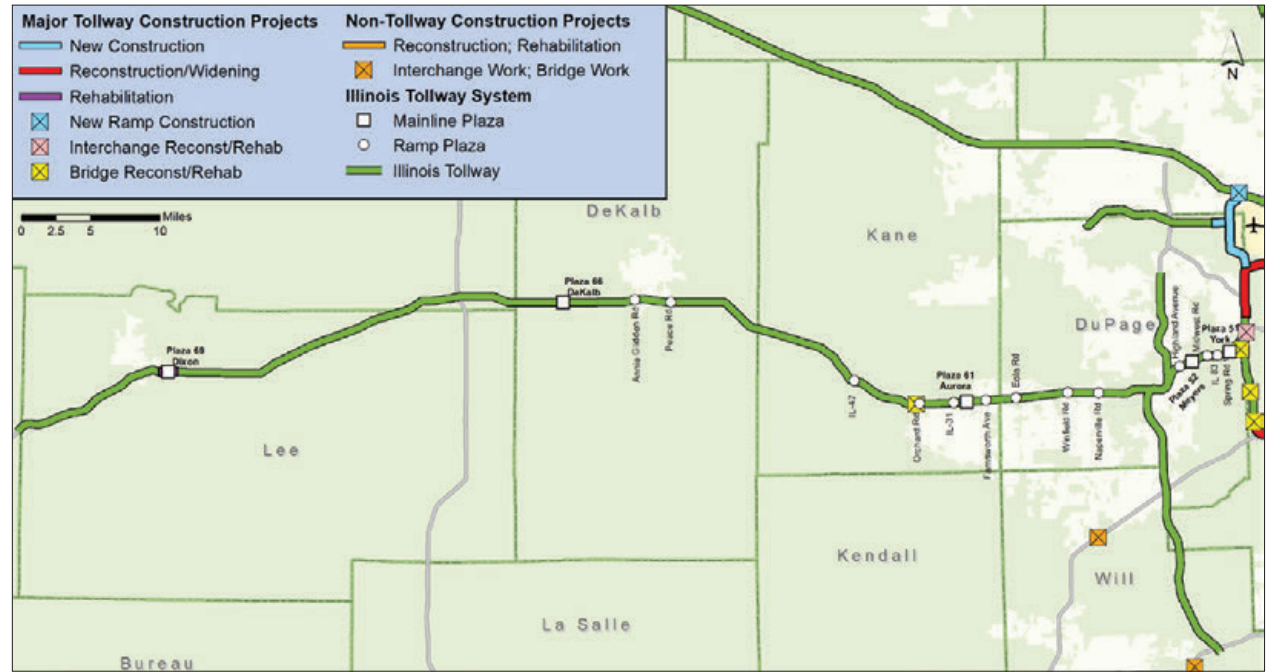 Major Tollway Construction Projects
New Construction
Reconstruction/Widening
Rehabilitation
New Ramp Construction
Interchange Reconst/Rehab
Bridge Reconst/Rehab
Non-Tollway Construction Projects
Reconstruction; Rehabilitation
Interchange Work; Bridge Work
Illinois Tollway System
Mainline Plaza
Ramp Plaza
Illinois Tollway
N
Miles
0 2.5 5 10
DeKalb
Kane
DuPage
Lee
Kendall
Will
La Salle
Bureau
Plaza 69
Dixon
Plaza 66
DeKalb
Annie Glidden Rd
Peace Rd
IL-47
Orchard Rd
IL-31
Plaza 61
Aurora
Farnsworth Ave
Eola Rd
Winfield Rd
Naperville Rd
Highland Avenue
Plaza 52
Meyers
Midwest Rd
IL 83
Spring Rd
Plaza 51
York